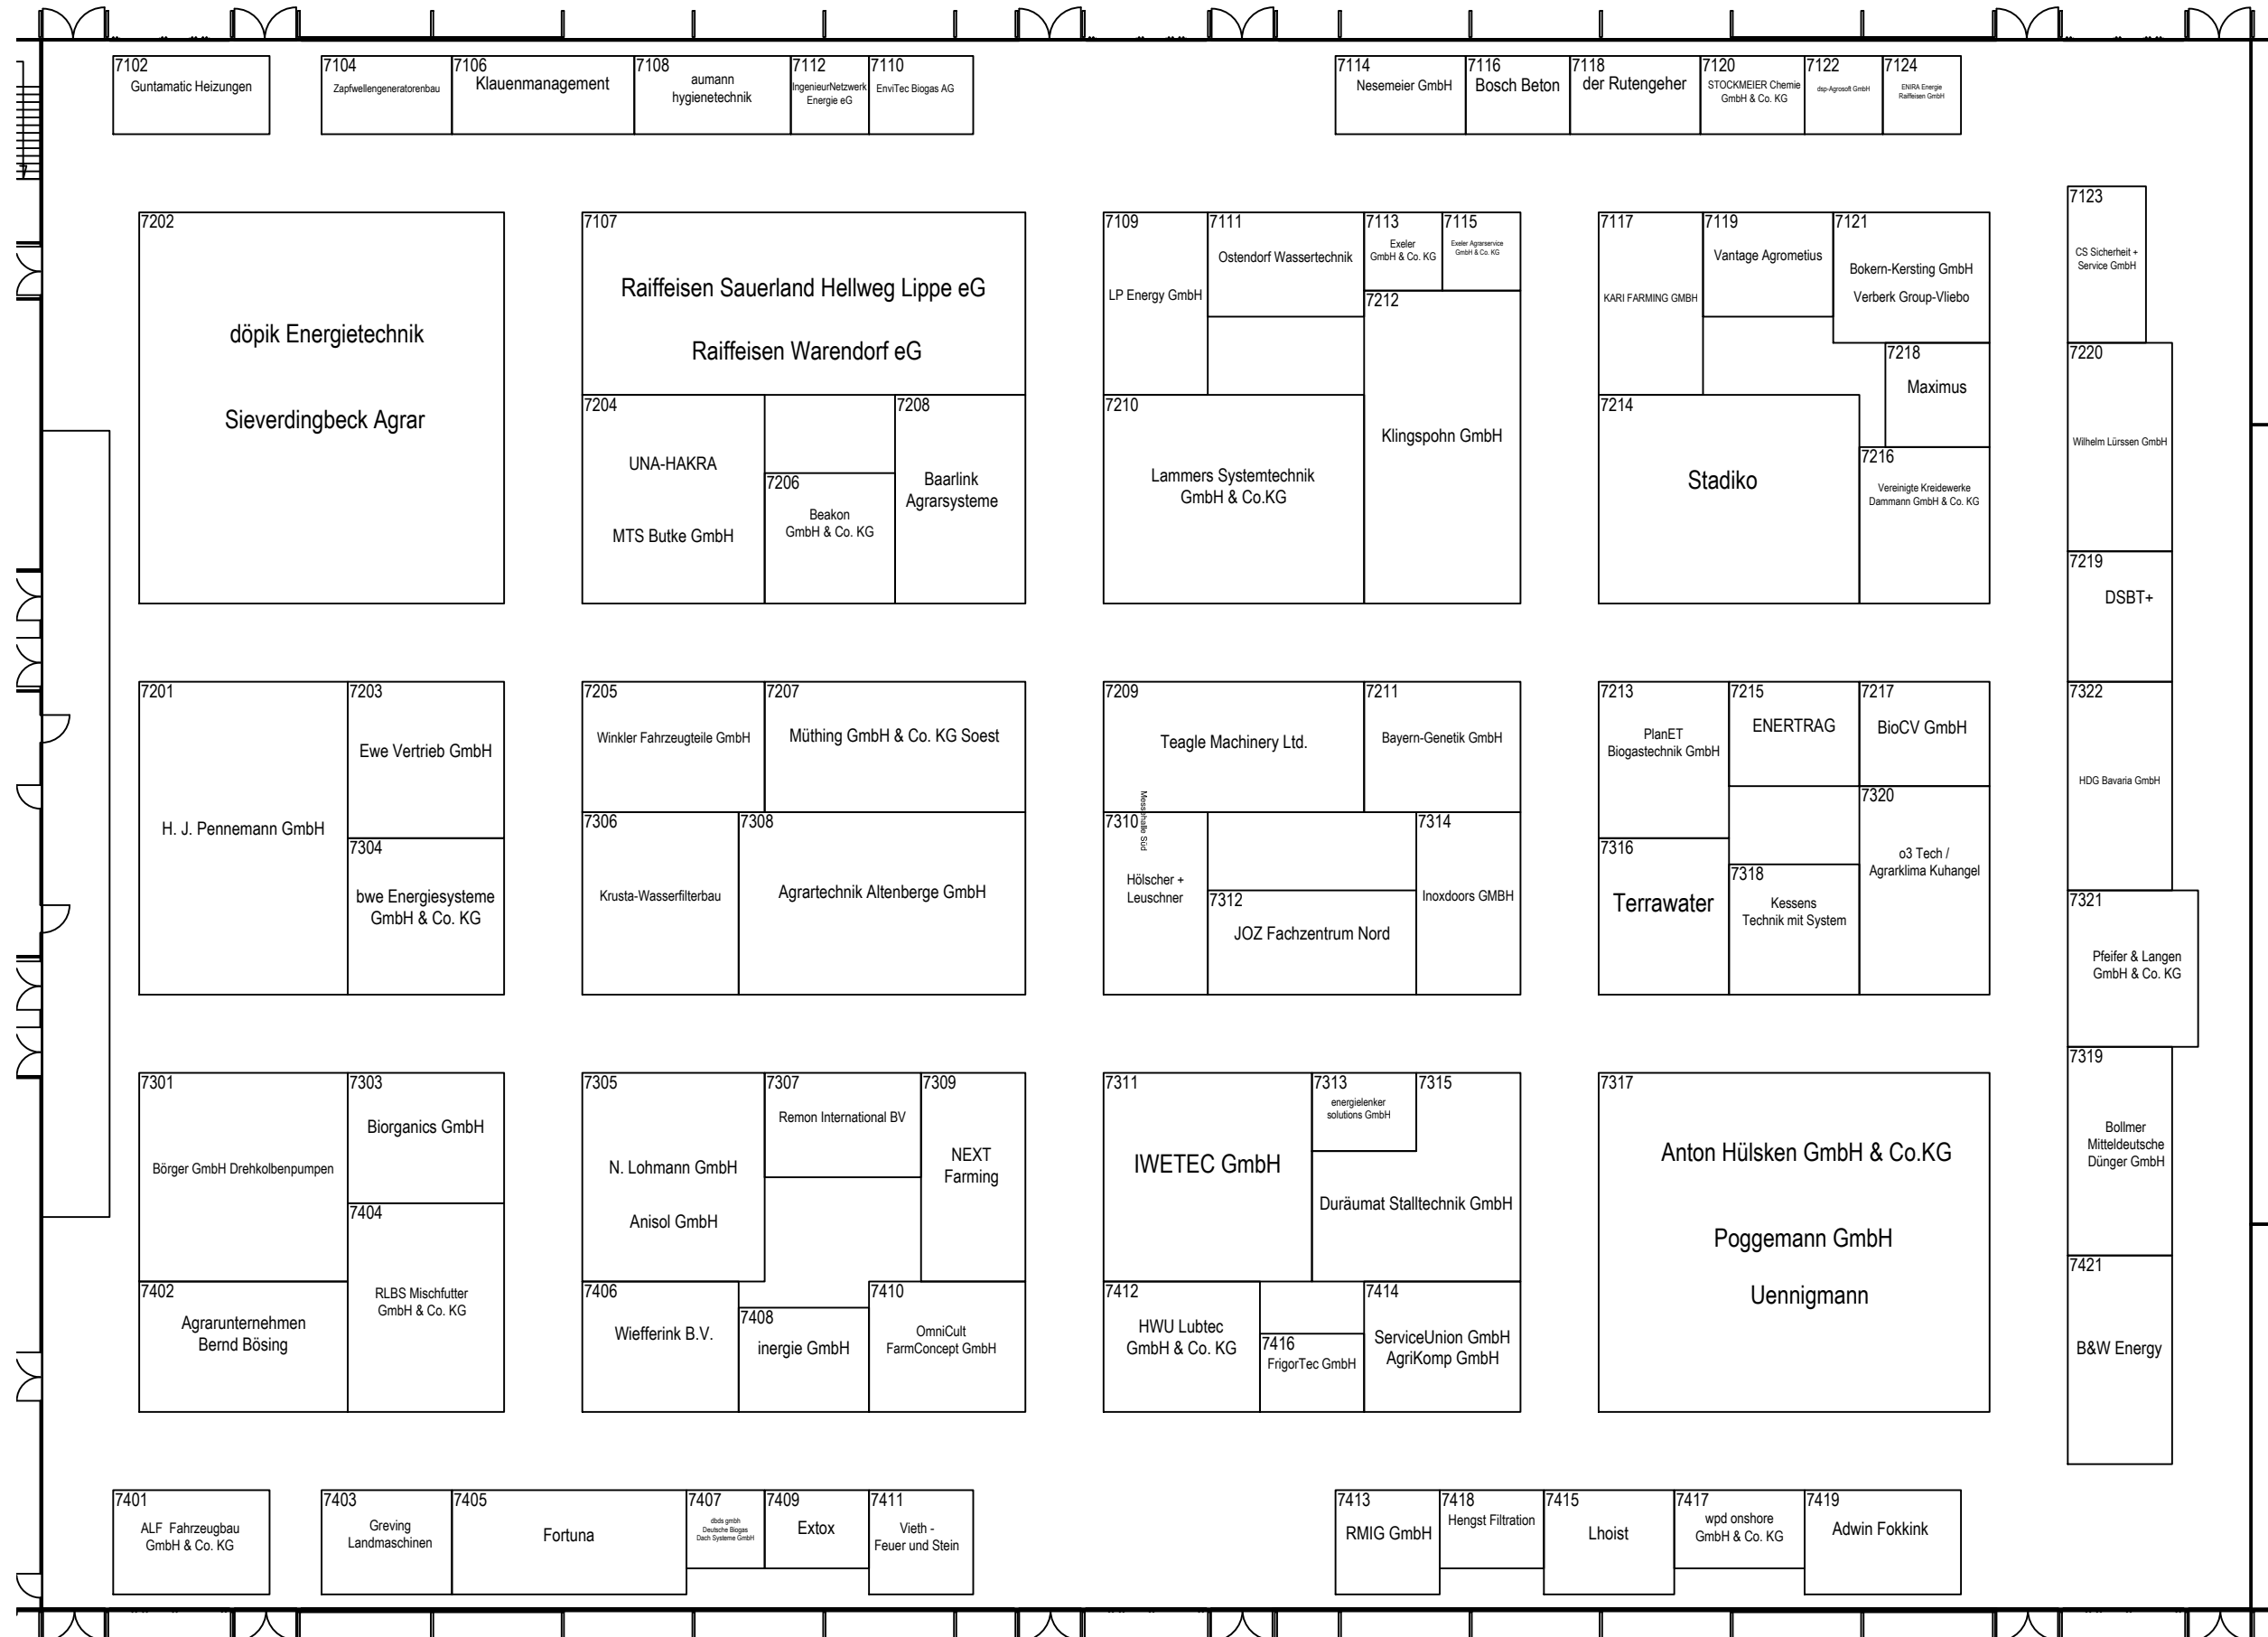 7102
Guntamatic Heizungen
7104
Zapfwellengeneratorenbau
7106
Klauenmanagement
7108
aumann
hygienetechnik
7112
IngenieurNetzwerk
Energie eG
7110
EnviTec Biogas AG
7114
Nesemeier GmbH
7116
Bosch Beton
7118
der Rutengeher
7120
STOCKMEIER Chemie
GmbH & Co. KG
7122
dsp-Agrosoft GmbH
7124
ENIRA Energie
Raiffeisen GmbH
7202
döpik Energietechnik
Sieverdingbeck Agrar
7107
Raiffeisen Sauerland Hellweg Lippe eG
Raiffeisen Warendorf eG
7204
UNA-HAKRA
MTS Butke GmbH
7206
Beakon
GmbH & Co. KG
7208
Baarlink
Agrarsysteme
7109
LP Energy GmbH
7111
Ostendorf Wassertechnik
7113
Exeler
GmbH & Co. KG
7115
Exeler Agrarservice
GmbH & Co. KG
7212
Klingspohn GmbH
7210
Lammers Systemtechnik
GmbH & Co.KG
7117
KARI FARMING GMBH
7119
Vantage Agrometius
7121
Bokern-Kersting GmbH
Verberk Group-Vliebo
7218
Maximus
7214
Stadiko
7216
Vereinigte Kreidewerke
Dammann GmbH & Co. KG
7123
CS Sicherheit +
Service GmbH
7220
Wilhelm Lürssen GmbH
7219
DSBT+
7201
H. J. Pennemann GmbH
7203
Ewe Vertrieb GmbH
7304
bwe Energiesysteme
GmbH & Co. KG
7205
Winkler Fahrzeugteile GmbH
7207
Müthing GmbH & Co. KG Soest
7306
Krusta-Wasserfilterbau
7308
Agrartechnik Altenberge GmbH
7209
Teagle Machinery Ltd.
7211
Bayern-Genetik GmbH
Messehalle Süd
7310
Hölscher +
Leuschner
7312
JOZ Fachzentrum Nord
7314
Inoxdoors GMBH
7213
PlanET
Biogastechnik GmbH
7215
ENERTRAG
7217
BioCV GmbH
7316
Terrawater
7318
Kessens
Technik mit System
7320
o3 Tech /
Agrarklima Kuhangel
7322
HDG Bavaria GmbH
7321
Pfeifer & Langen
GmbH & Co. KG
7301
Börger GmbH Drehkolbenpumpen
7303
Biorganics GmbH
7404
RLBS Mischfutter
GmbH & Co. KG
7402
Agrarunternehmen
Bernd Bösing
7305
N. Lohmann GmbH
Anisol GmbH
7307
Remon International BV
7309
NEXT
Farming
7406
Wiefferink B.V.
7408
inergie GmbH
7410
OmniCult
FarmConcept GmbH
7311
IWETEC GmbH
7313
energielenker
solutions GmbH
7315
Duräumat Stalltechnik GmbH
7412
HWU Lubtec
GmbH & Co. KG
7416
FrigorTec GmbH
7414
ServiceUnion GmbH
AgriKomp GmbH
7317
Anton Hülsken GmbH & Co.KG
Poggemann GmbH
Uennigmann
7319
Bollmer
Mitteldeutsche
Dünger GmbH
7421
B&W Energy
7401
ALF Fahrzeugbau
GmbH & Co. KG
7403
Greving
Landmaschinen
7405
Fortuna
7407
dbds gmbh
Deutsche Biogas
Dach Systeme GmbH
7409
Extox
7411
Vieth -
Feuer und Stein
7413
RMIG GmbH
7418
Hengst Filtration
7415
Lhoist
7417
wpd onshore
GmbH & Co. KG
7419
Adwin Fokkink